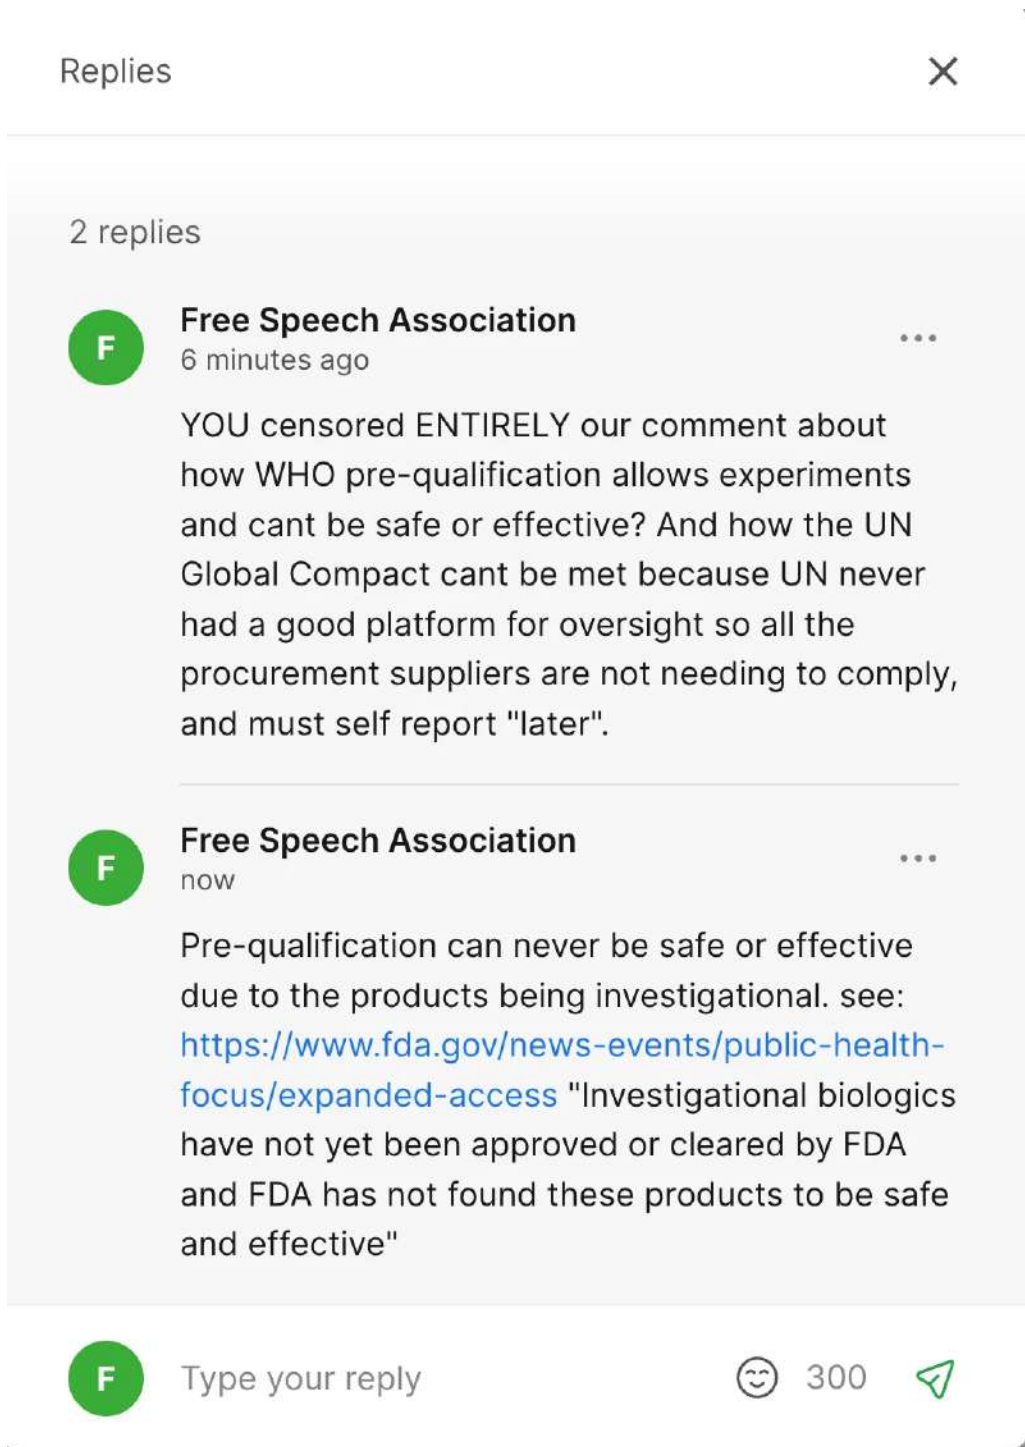 Replies
2 replies
F
Free Speech Association
6 minutes ago
YOU censored ENTIRELY our comment about
how WHO pre-qualification allows experiments
and cant be safe or effective? And how the UN
Global Compact cant be met because UN never
had a good platform for oversight so all the
procurement suppliers are not needing to comply,
and must self report "later".
F
Free Speech Association
now
Pre-qualification can never be safe or effective
due to the products being investigational. see:
https://www.fda.gov/news-events/public-health-
focus/expanded-access "Investigational biologics
have not yet been approved or cleared by FDA
and FDA has not found these products to be safe
and effective"
F
Type your reply
300